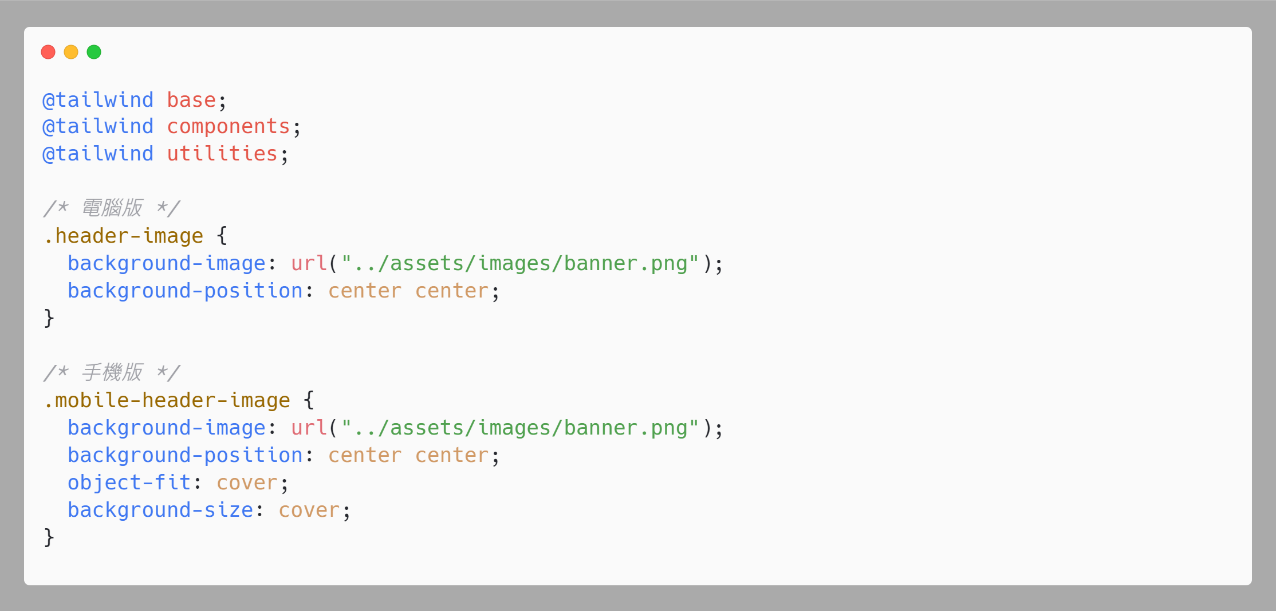 @tailwind base;
@tailwind components;
@tailwind utilities;
/* 電腦版 */
.header-image {
  background-image: url("../assets/images/banner.png");
  background-position: center center;
}
/* 手機版 */
.mobile-header-image {
  background-image: url("../assets/images/banner.png");
  background-position: center center;
  object-fit: cover;
  background-size: cover;
}